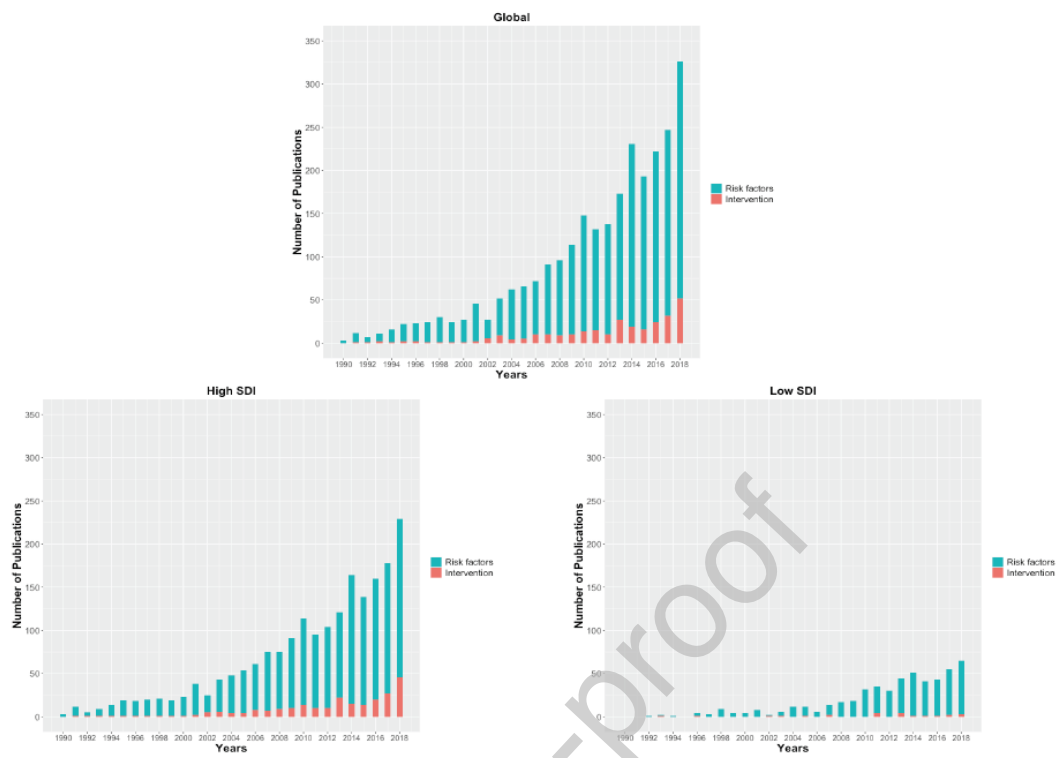 Global
350
300
250
200
150
100
50
0
Number of Publications
1990 1992 1994 1996 1998 2000 2002 2004 2006 2008 2010 2012 2014 2016 2018
Years
Risk factors
Intervention
High SDI
350
300
250
200
150
100
50
0
Number of Publications
1990 1992 1994 1996 1998 2000 2002 2004 2006 2008 2010 2012 2014 2016 2018
Years
Risk factors
Intervention
Low SDI
350
300
250
200
150
100
50
0
Number of Publications
1990 1992 1994 1996 1998 2000 2002 2004 2006 2008 2010 2012 2014 2016 2018
Years
Risk factors
Intervention
-proof